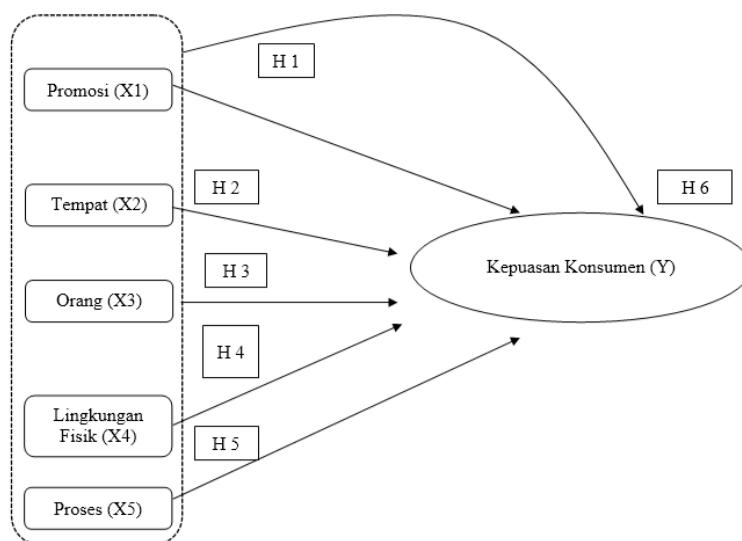 H 1
Promosi (X1)
H 2
H 6
Tempat (X2)
Kepuasan Konsumen (Y)
H 3
Orang (X3)
H 4
Lingkungan
Fisik (X4)
H 5
Proses (X5)